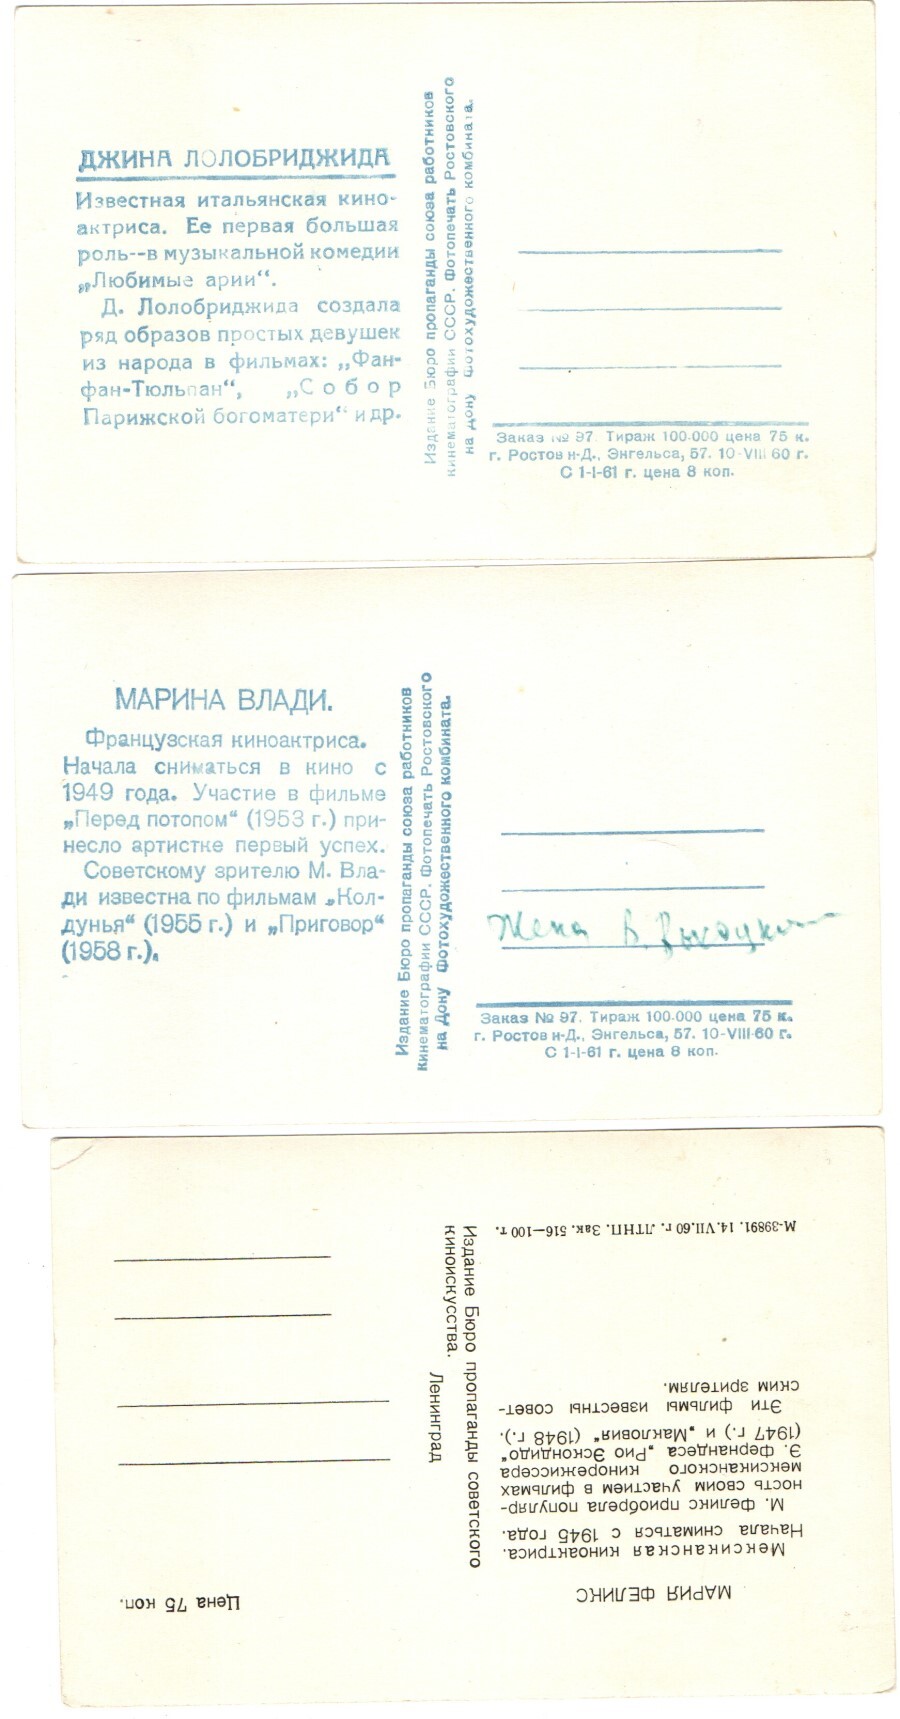 ДЖИНА ЛОЛОБРИДЖИДА
Известная итальянская кино-
актриса. Ее первая большая
роль--в музыкальной комедии
„Любимые арии“.
Д. Лолобриджида создала
ряд образов простых девушек
из народа в фильмах: „Фан-
фан-Тюльпан“, „Собор
Парижской богоматери“ и др.
Издание Бюро пропаганды союза работников
кинематографии СССР. Фотопечать Ростовского
на дону Фотохудожественного комбината.
Заказ № 97. Тираж 100-000 цена 75 к.
г. Ростов н-Д., Энгельса, 57. 10-VIII 60 г.
С 1-I-61 г. цена 8 коп.
МАРИНА ВЛАДИ.
Французская киноактриса.
Начала сниматься в кино с
1949 года. Участие в фильме
„Перед потопом“ (1953 г.) при-
несло артистке первый успех.
Советскому зрителю М. Вла-
ди известна по фильмам „Кол-
дунья“ (1955 г.) и „Приговор“
(1958 г.).
Издание Бюро пропаганды союза работников
кинематографии СССР. Фотопечать Ростовского
на Дону Фотохудожественного комбината.
Жена В. Высоцкого
Заказ № 97. Тираж 100-000 цена 75 к.
г. Ростов н-Д., Энгельса, 57. 10-VIII-60 г.
С 1-I-61 г. цена 8 коп.
МАРИЯ ФЕЛИКС
Мексиканская киноактриса.
Начала сниматься с 1945 года.
М. Феликс приобрела популяр-
ность своим участием в фильмах
мексиканского кинорежиссера
Э. Фернандеса „Рио Эскондидо“
(1947 г.) и „Макловия“ (1948 г.).
Эти фильмы известны совет-
ским зрителям.
М-39891. 14.VII.60 г. ЛТНП. Зак. 516—100 т.
Издание Бюро пропаганды советского
киноискусства. Ленинград
Цена 75 коп.